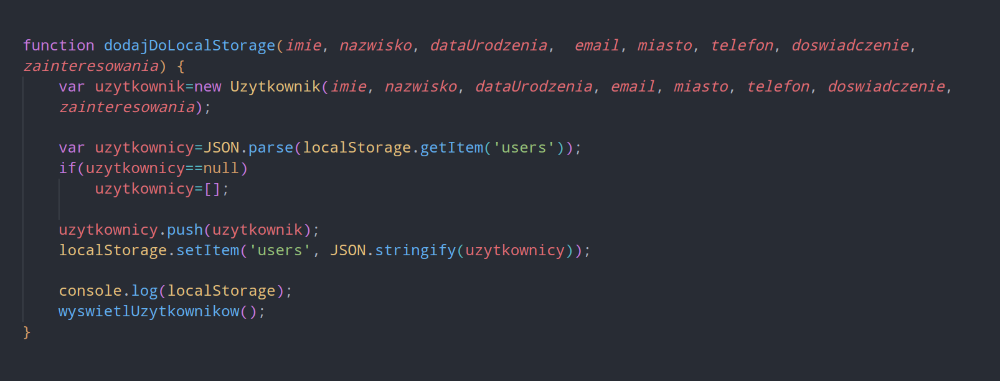 function dodajDoLocalStorage(imie, nazwisko, dataUrodzenia,  email, miasto, telefon, doswiadczenie,
zainteresowania) {
    var uzytkownik=new Uzytkownik(imie, nazwisko, dataUrodzenia, email, miasto, telefon, doswiadczenie,
    zainteresowania);

    var uzytkownicy=JSON.parse(localStorage.getItem('users'));
    if(uzytkownicy==null)
        uzytkownicy=[];

    uzytkownicy.push(uzytkownik);
    localStorage.setItem('users', JSON.stringify(uzytkownicy));

    console.log(localStorage);
    wyswietlUzytkownikow();
}